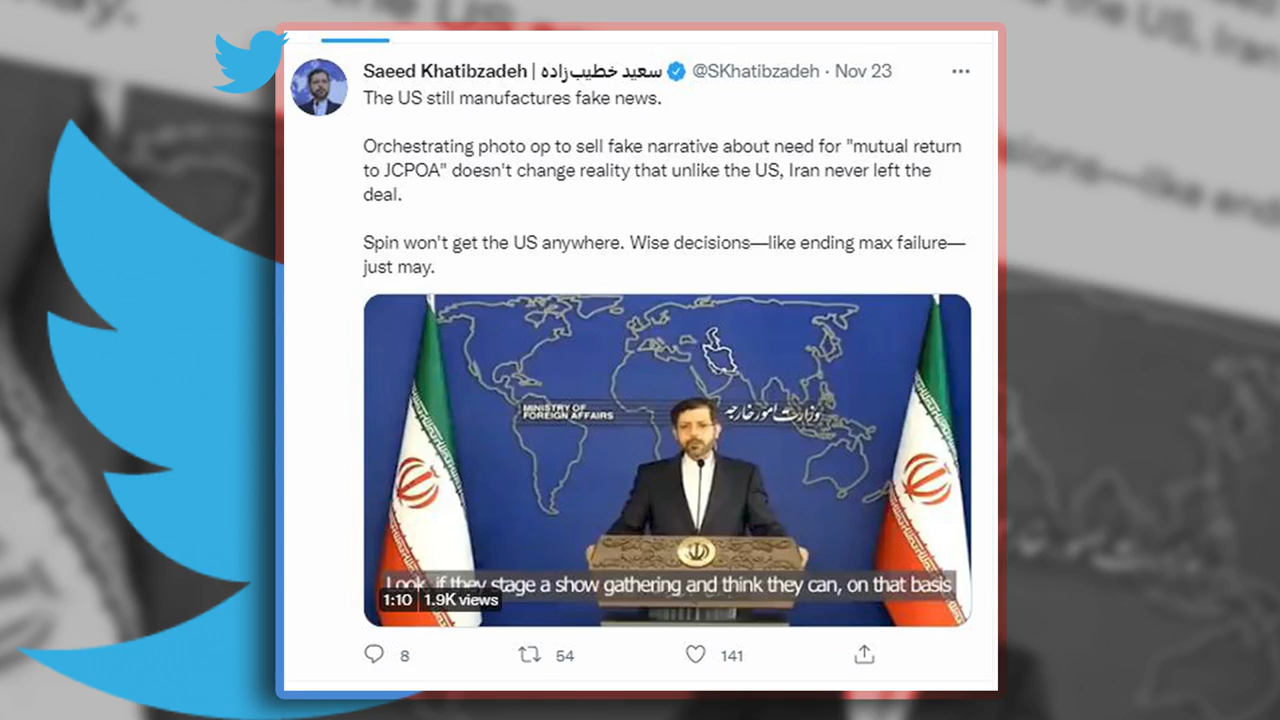 Saeed Khatibzadeh | سعید خطیب‌زاده @SKhatibzadeh · Nov 23
The US still manufactures fake news.
Orchestrating photo op to sell fake narrative about need for "mutual return
to JCPOA" doesn't change reality that unlike the US, Iran never left the
deal.
Spin won't get the US anywhere. Wise decisions—like ending max failure—
just may.
MINISTRY OF
FOREIGN AFFAIRS
وزارت امور خارجه
Look, if they stage a show gathering and think they can, on that basis
1:10 1.9K views
8 54 141